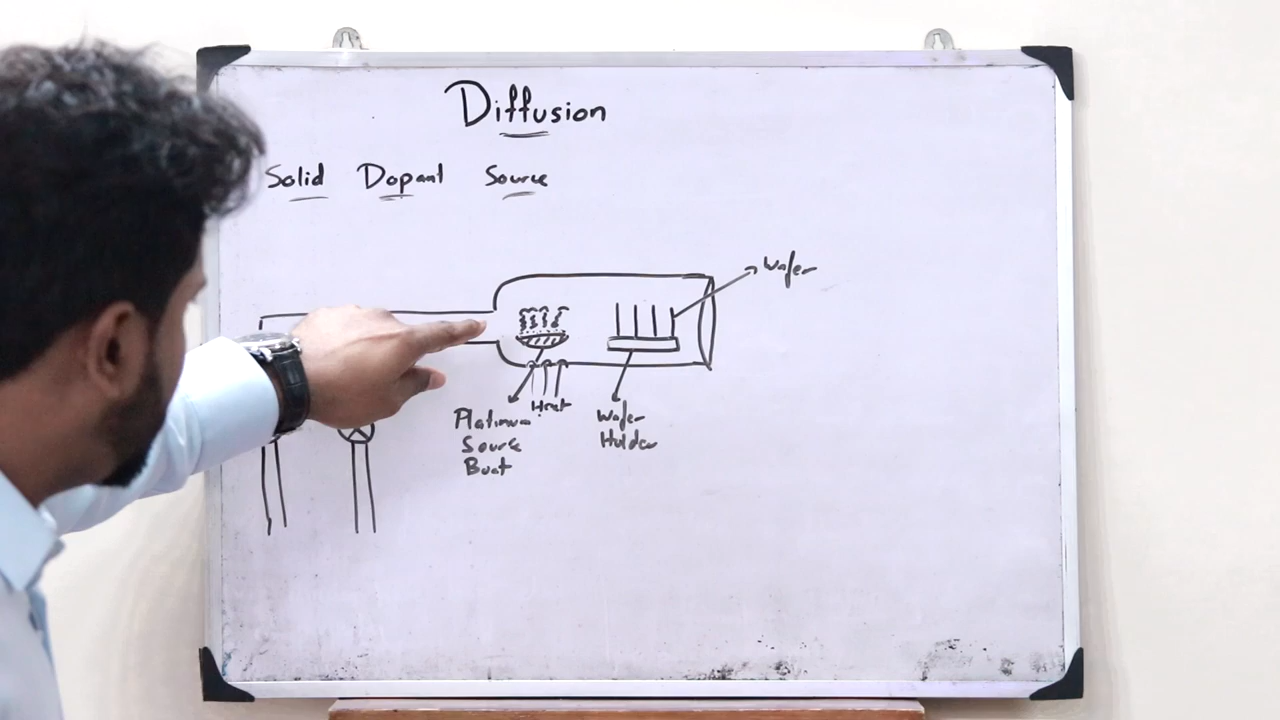 Diffusion
Solid Dopant Source
Wafer
Heat
Platinum
Source
Boat
Wafer
Holder